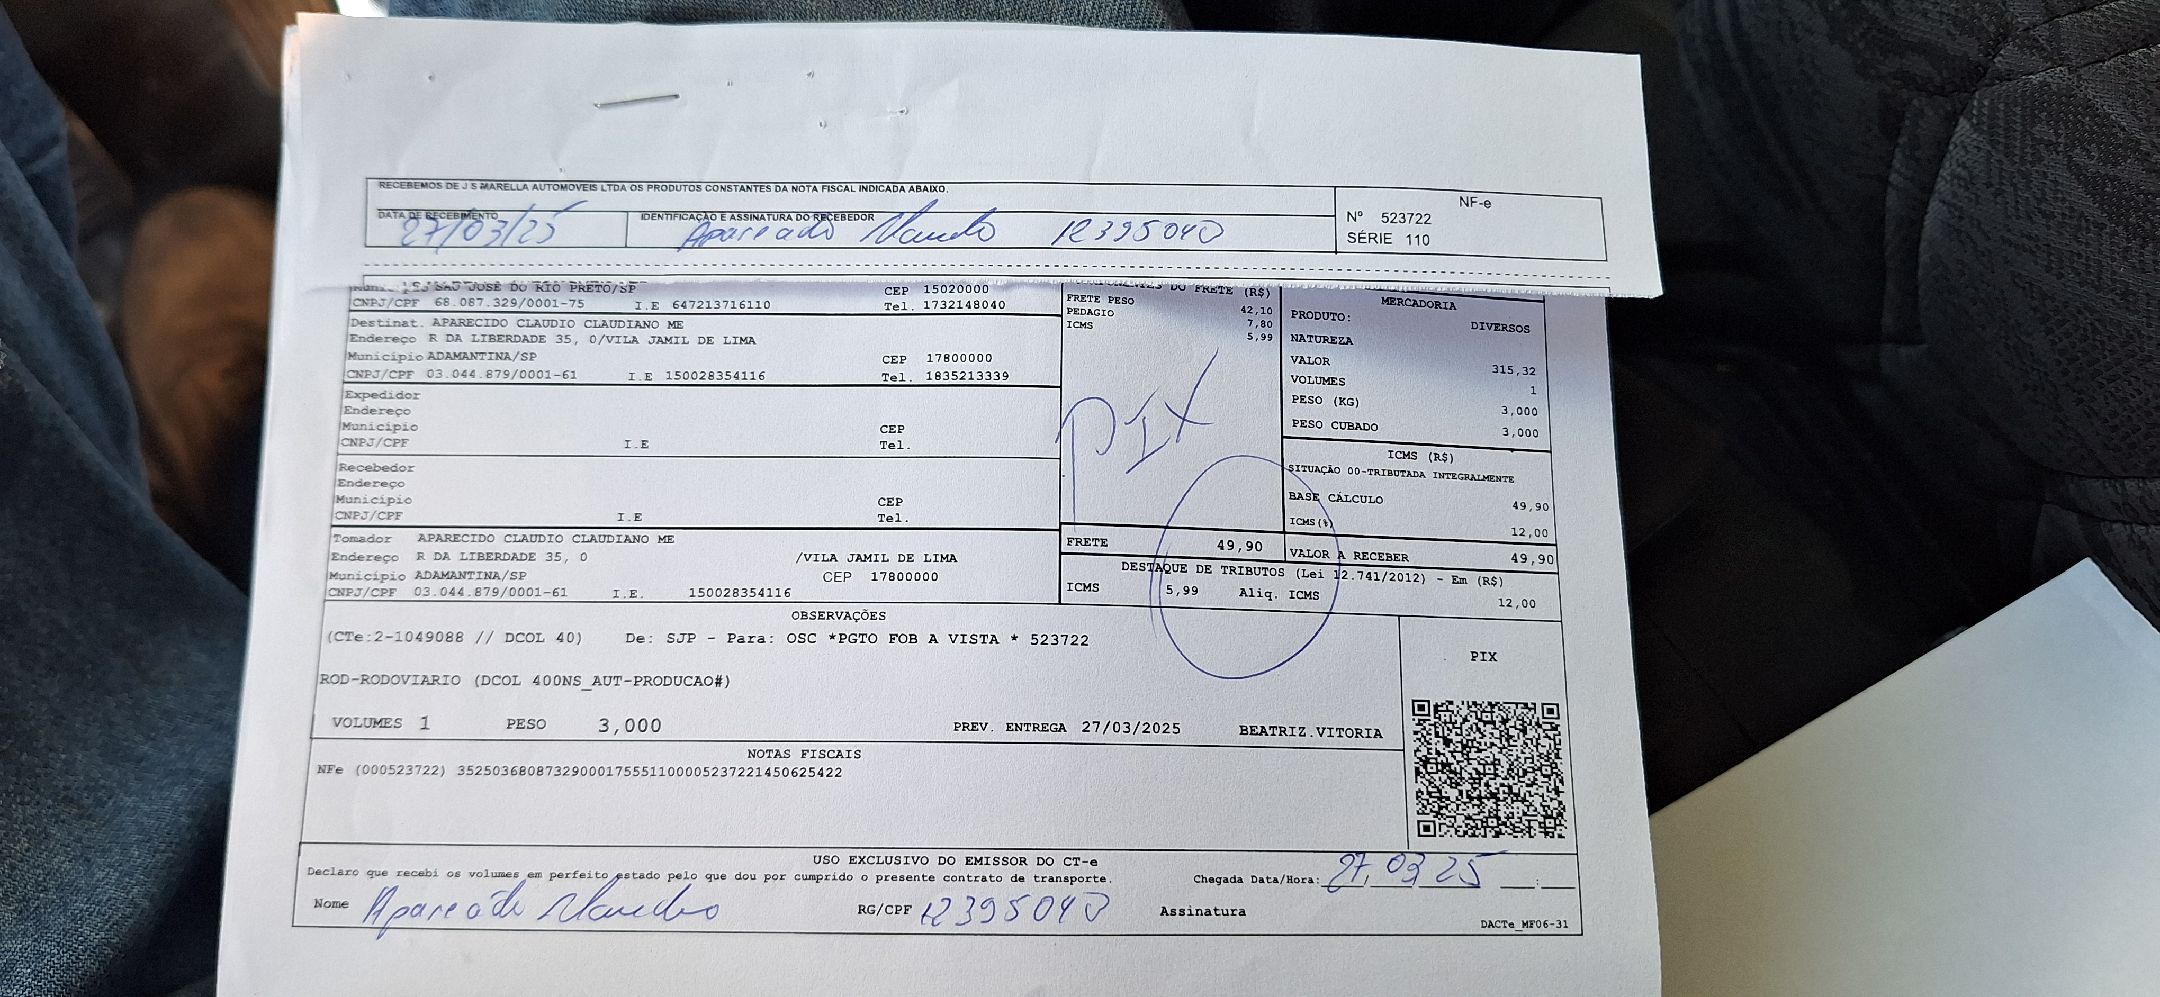 RECEBEMOS DE J S MARELLA AUTOMOVEIS LTDA OS PRODUTOS CONSTANTES DA NOTA FISCAL INDICADA ABAIXO.
NF-e
Nº 523722
SÉRIE 110
DATA DE RECEBIMENTO
27/03/25
IDENTIFICAÇÃO E ASSINATURA DO RECEBEDOR
12395040
SAO JOSE DO RIO PRETO/SP CEP 15020000
CNPJ/CPF 68.087.329/0001-75 I.E 647213716110 Tel. 1732148040
Destinat. APARECIDO CLAUDIO CLAUDIANO ME
Endereço R DA LIBERDADE 35, 0/VILA JAMIL DE LIMA
Município ADAMANTINA/SP CEP 17800000
CNPJ/CPF 03.044.879/0001-61 I.E 150028354116 Tel. 1835213339
Expedidor
Endereço
Município CEP
CNPJ/CPF I.E Tel.
Recebedor
Endereço
Município CEP
CNPJ/CPF I.E Tel.
Tomador APARECIDO CLAUDIO CLAUDIANO ME
Endereço R DA LIBERDADE 35, 0 /VILA JAMIL DE LIMA
Município ADAMANTINA/SP CEP 17800000
CNPJ/CPF 03.044.879/0001-61 I.E. 150028354116
DO FRETE (R$)
FRETE PESO 42,10
PEDAGIO 7,80
ICMS 5,99
PIX
FRETE 49,90
MERCADORIA
PRODUTO: DIVERSOS
NATUREZA
VALOR 315,32
VOLUMES 1
PESO (KG) 3,000
PESO CUBADO 3,000
ICMS (R$)
SITUAÇÃO 00-TRIBUTADA INTEGRALMENTE
BASE CÁLCULO 49,90
ICMS(%) 12,00
VALOR A RECEBER 49,90
DESTAQUE DE TRIBUTOS (Lei 12.741/2012) - Em (R$)
ICMS 5,99 Aliq. ICMS 12,00
OBSERVAÇÕES
(CTe:2-1049088 // DCOL 40) De: SJP - Para: OSC *PGTO FOB A VISTA * 523722
ROD-RODOVIARIO (DCOL 400NS_AUT-PRODUCAO#)
VOLUMES 1 PESO 3,000 PREV. ENTREGA 27/03/2025 BEATRIZ.VITORIA
PIX
NOTAS FISCAIS
NFe (000523722) 35250368087329000175551100005237221450625422
USO EXCLUSIVO DO EMISSOR DO CT-e
Declaro que recebi os volumes em perfeito estado pelo que dou por cumprido o presente contrato de transporte. Chegada Data/Hora: 27,03 25 __:__
Nome RG/CPF 12395040 Assinatura
DACTe_MF06-31